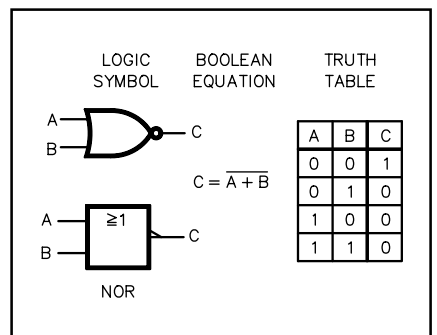 LOGIC SYMBOL
BOOLEAN EQUATION
TRUTH TABLE
A
B
C
C = \overline{A + B}
A B C
0 0 1
0 1 0
1 0 0
1 1 0
A
B
≧1
C
NOR